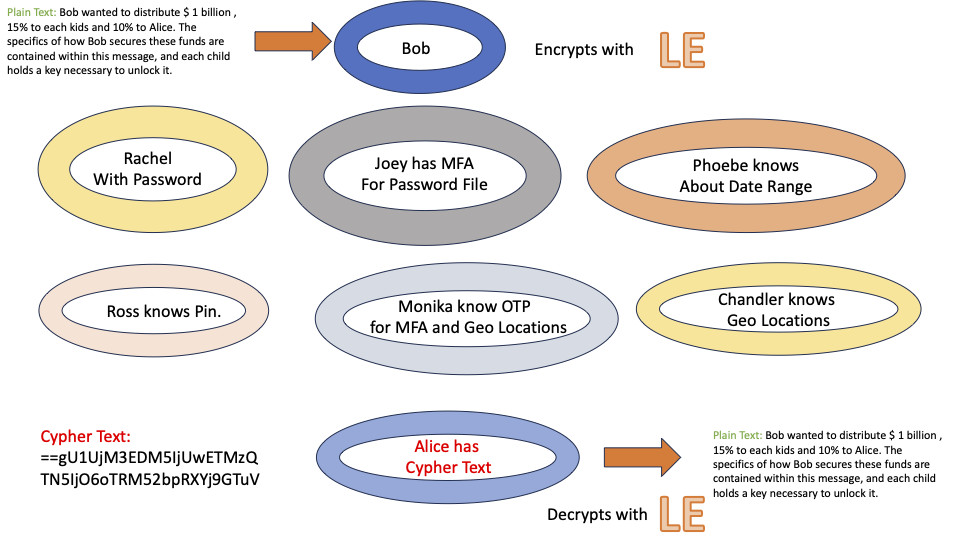 Plain Text: Bob wanted to distribute $ 1 billion ,
15% to each kids and 10% to Alice. The
specifics of how Bob secures these funds are
contained within this message, and each child
holds a key necessary to unlock it.
Bob
Encrypts with
LE
Rachel
With Password
Joey has MFA
For Password File
Phoebe knows
About Date Range
Ross knows Pin.
Monika know OTP
for MFA and Geo Locations
Chandler knows
Geo Locations
Cypher Text:
==gU1UjM3EDM5IjUwETMzQ
TN5IjO6oTRM52bpRXYj9GTuV
Alice has
Cypher Text
Plain Text: Bob wanted to distribute $ 1 billion ,
15% to each kids and 10% to Alice. The
specifics of how Bob secures these funds are
contained within this message, and each child
holds a key necessary to unlock it.
Decrypts with
LE